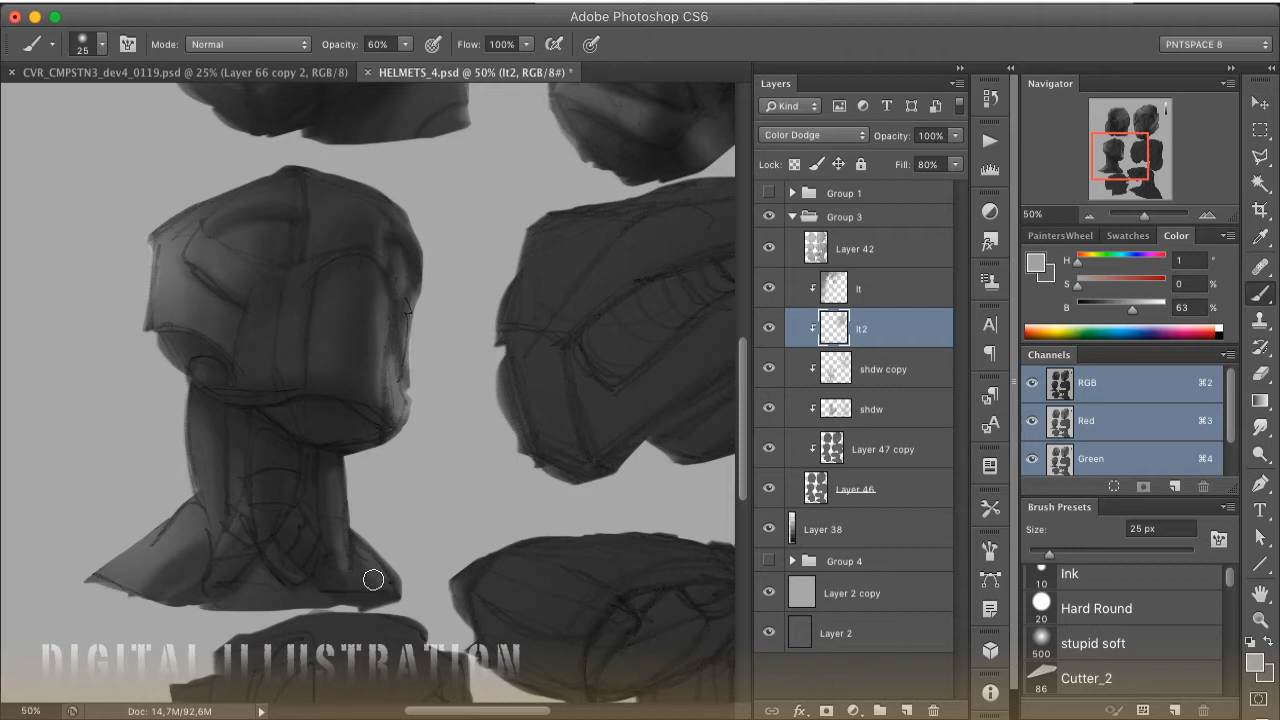 Adobe Photoshop CS6
25 Mode: Normal Opacity: 60% Flow: 100% PNTSPACE 8
× CVR_CMPSTN3_dev4_0119.psd @ 25% (Layer 66 copy 2, RGB/8) × HELMETS_4.psd @ 50% (lt2, RGB/8#) *
Layers
Kind
Color Dodge Opacity: 100%
Lock: Fill: 80%
Group 1
Group 3
Layer 42
lt
lt2
shdw copy
shdw
Layer 47 copy
Layer 46
Layer 38
Group 4
Layer 2 copy
Layer 2
fx
Navigator
50%
PaintersWheel Swatches Color
H 1 °
S 0 %
B 63 %
Channels
RGB ⌘2
Red ⌘3
Green ⌘4
Brush Presets
Size: 25 px
10 Ink
20 Hard Round
500 stupid soft
86 Cutter_2
DIGITAL ILLUSTRATION
50% Doc: 14,7M/92,6M